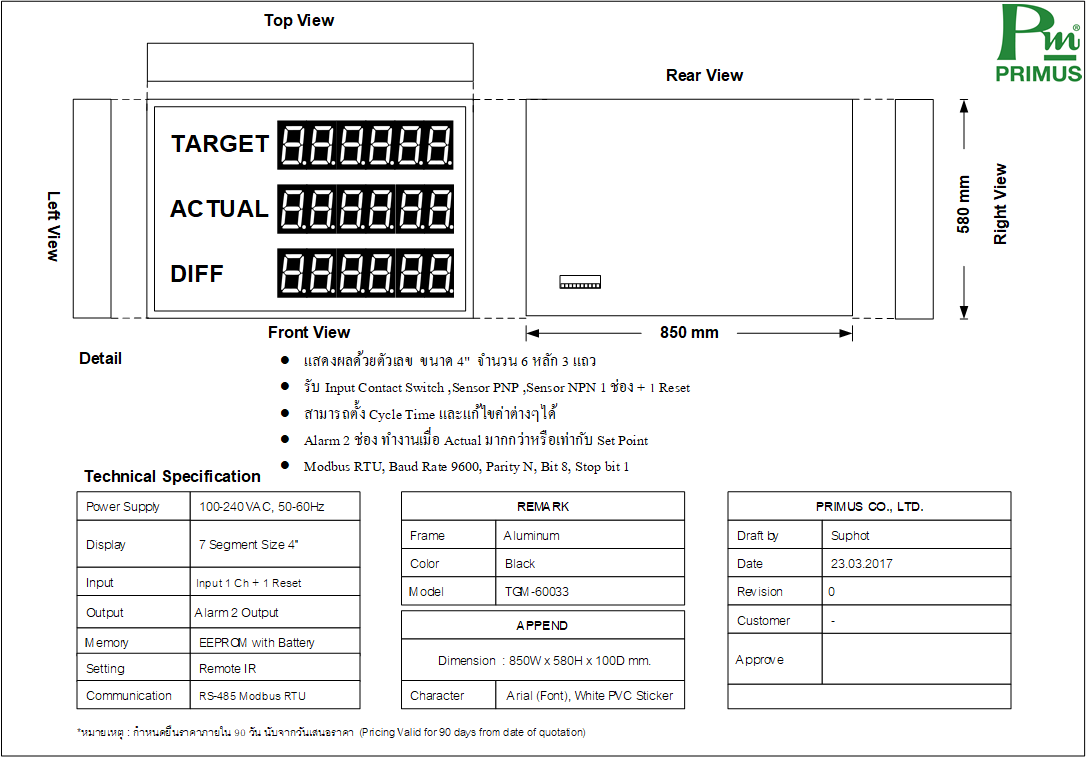 Top View
Pm®
PRIMUS
Rear View
TARGET 888888
ACTUAL 888888
DIFF 888888
Left View
580 mm
Right View
Front View
850 mm
Detail
แสดงผลด้วยตัวเลข ขนาด 4" จำนวน 6 หลัก 3 แถว
รับ Input Contact Switch ,Sensor PNP ,Sensor NPN 1 ช่อง + 1 Reset
สามารถตั้ง Cycle Time และแก้ไขค่าต่างๆได้
Alarm 2 ช่อง ทำงานเมื่อ Actual มากกว่าหรือเท่ากับ Set Point
Modbus RTU, Baud Rate 9600, Parity N, Bit 8, Stop bit 1
Technical Specification
Power Supply 100-240 VAC, 50-60Hz
Display 7 Segment Size 4"
Input Input 1 Ch + 1 Reset
Output Alarm 2 Output
Memory EEPROM with Battery
Setting Remote IR
Communication RS-485 Modbus RTU
REMARK
Frame Aluminum
Color Black
Model TGM-60033
APPEND
Dimension : 850W x 580H x 100D mm.
Character Arial (Font), White PVC Sticker
PRIMUS CO., LTD.
Draft by Suphot
Date 23.03.2017
Revision 0
Customer -
Approve
*หมายเหตุ : กำหนดยืนราคาภายใน 90 วัน นับจากวันเสนอราคา (Pricing Valid for 90 days from date of quotation)